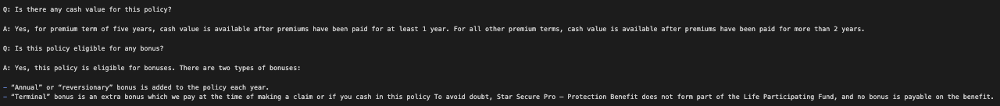 Q: Is there any cash value for this policy?
A: Yes, for premium term of five years, cash value is available after premiums have been paid for at least 1 year. For all other premium terms, cash value is available after premiums have been paid for more than 2 years.
Q: Is this policy eligible for any bonus?
A: Yes, this policy is eligible for bonuses. There are two types of bonuses:
– “Annual” or “reversionary” bonus is added to the policy each year.
– “Terminal” bonus is an extra bonus which we pay at the time of making a claim or if you cash in this policy To avoid doubt, Star Secure Pro – Protection Benefit does not form part of the Life Participating Fund, and no bonus is payable on the benefit.